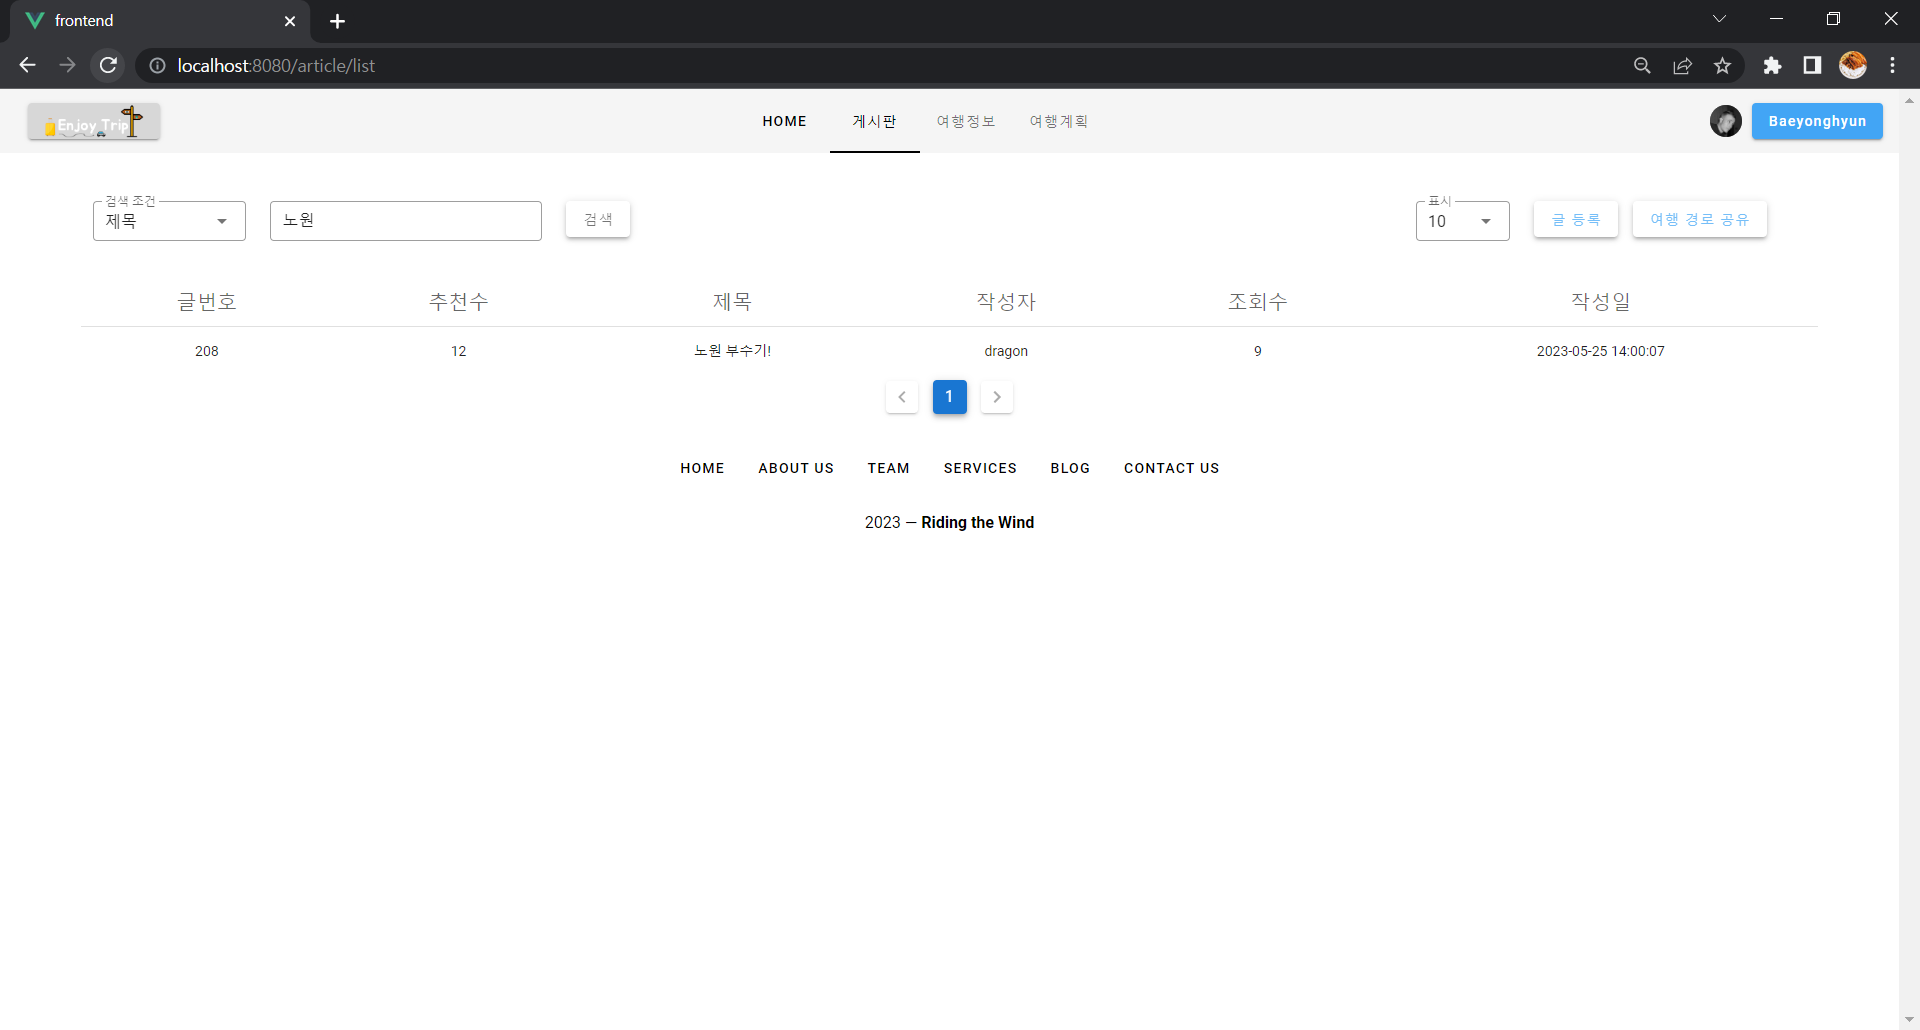 frontend
localhost:8080/article/list
Enjoy Trip
HOME 게시판 여행정보 여행계획
Baeyonghyun
검색 조건
제목
노원
검색
표시
10
글 등록
여행 경로 공유
글번호 추천수 제목 작성자 조회수 작성일
208 12 노원 부수기! dragon 9 2023-05-25 14:00:07
1
HOME ABOUT US TEAM SERVICES BLOG CONTACT US
2023 — Riding the Wind